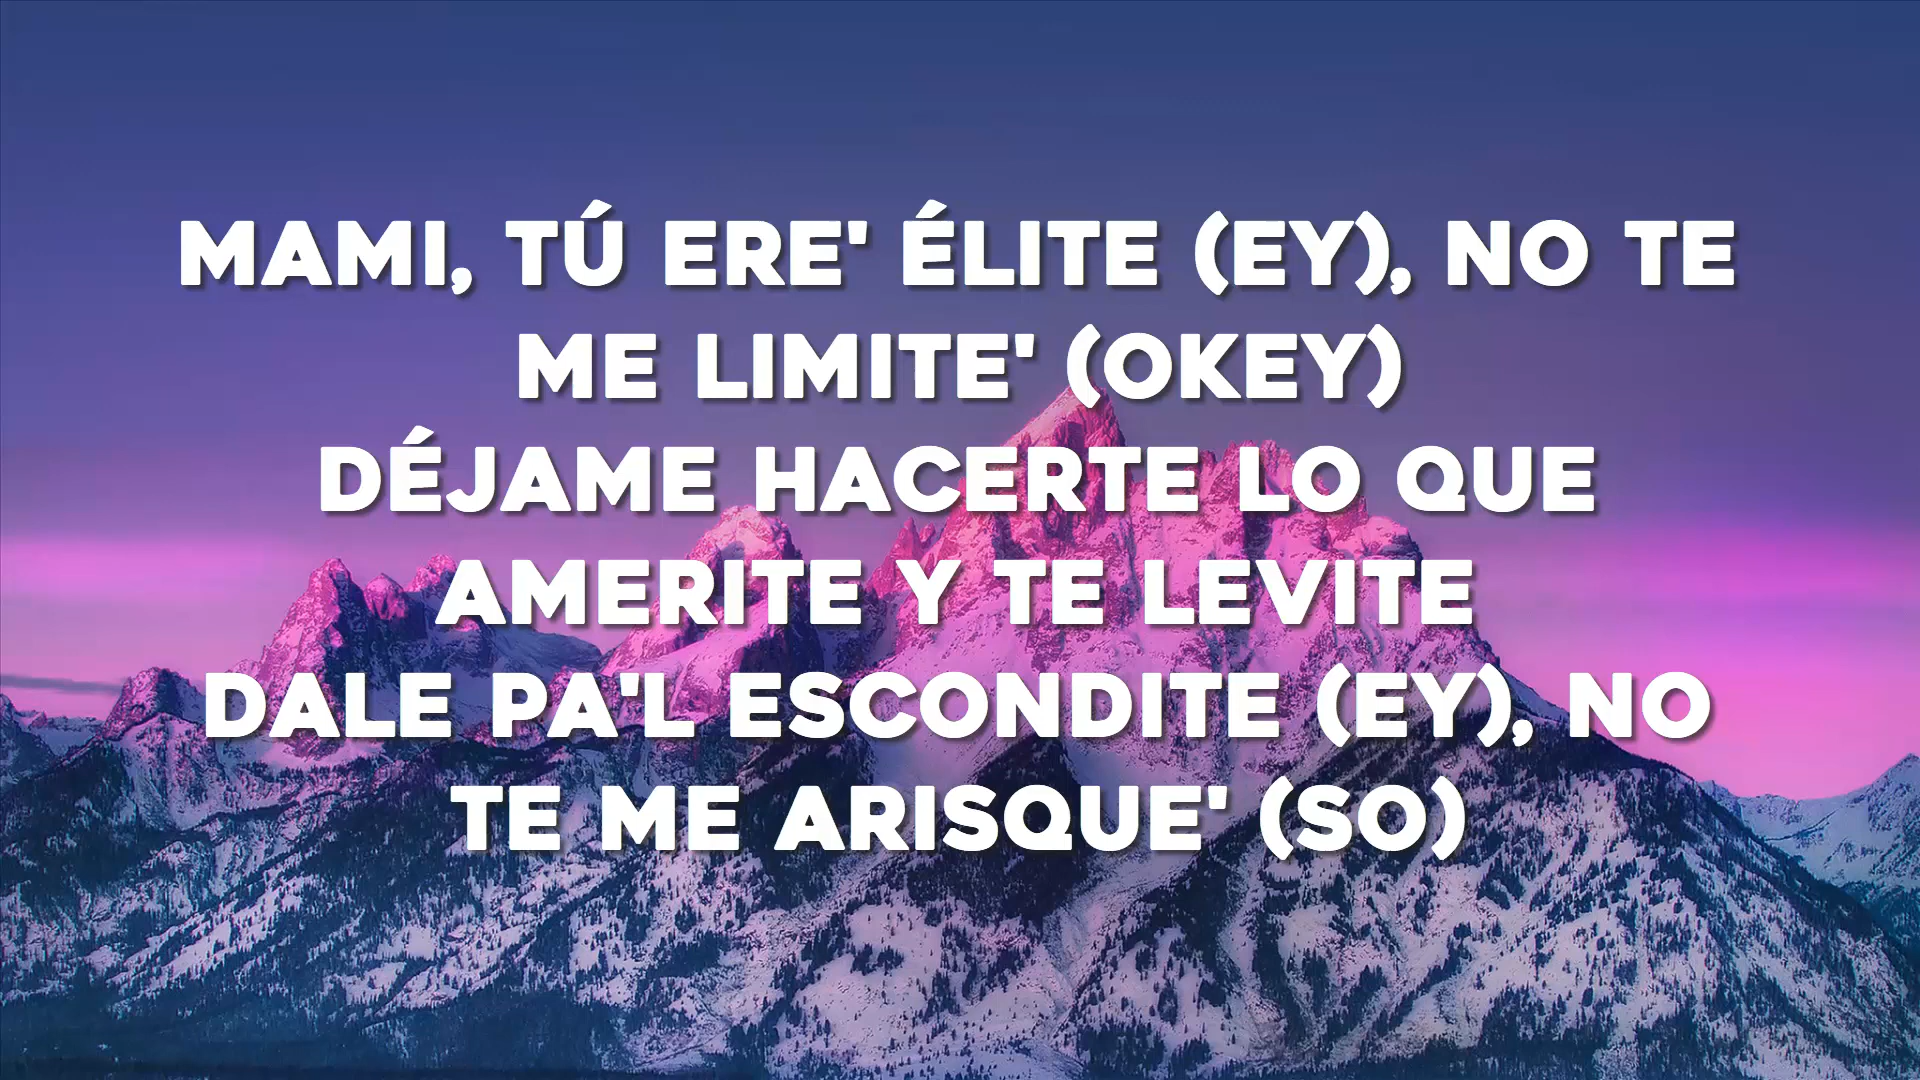 MAMI, TÚ ERE' ÉLITE (EY), NO TE
ME LIMITE' (OKEY)
DÉJAME HACERTE LO QUE
AMERITE Y TE LEVITE
DALE PA'L ESCONDITE (EY), NO
TE ME ARISQUE' (SO)